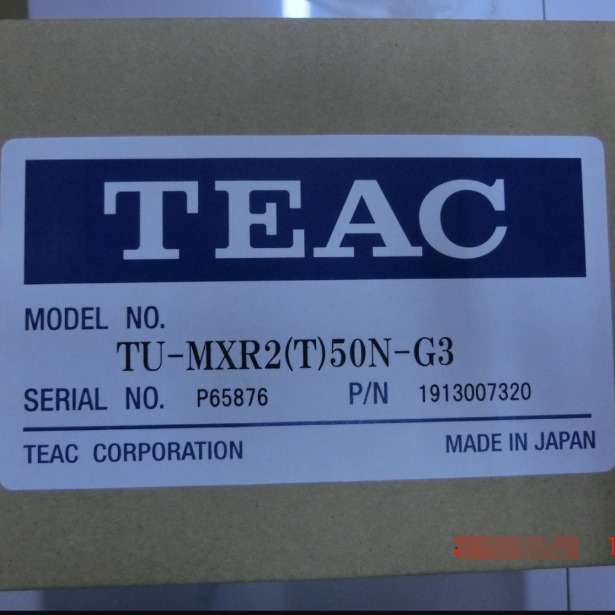 TEAC
MODEL NO.
TU-MXR2(T)50N-G3
SERIAL NO. P65876 P/N 1913007320
TEAC CORPORATION MADE IN JAPAN